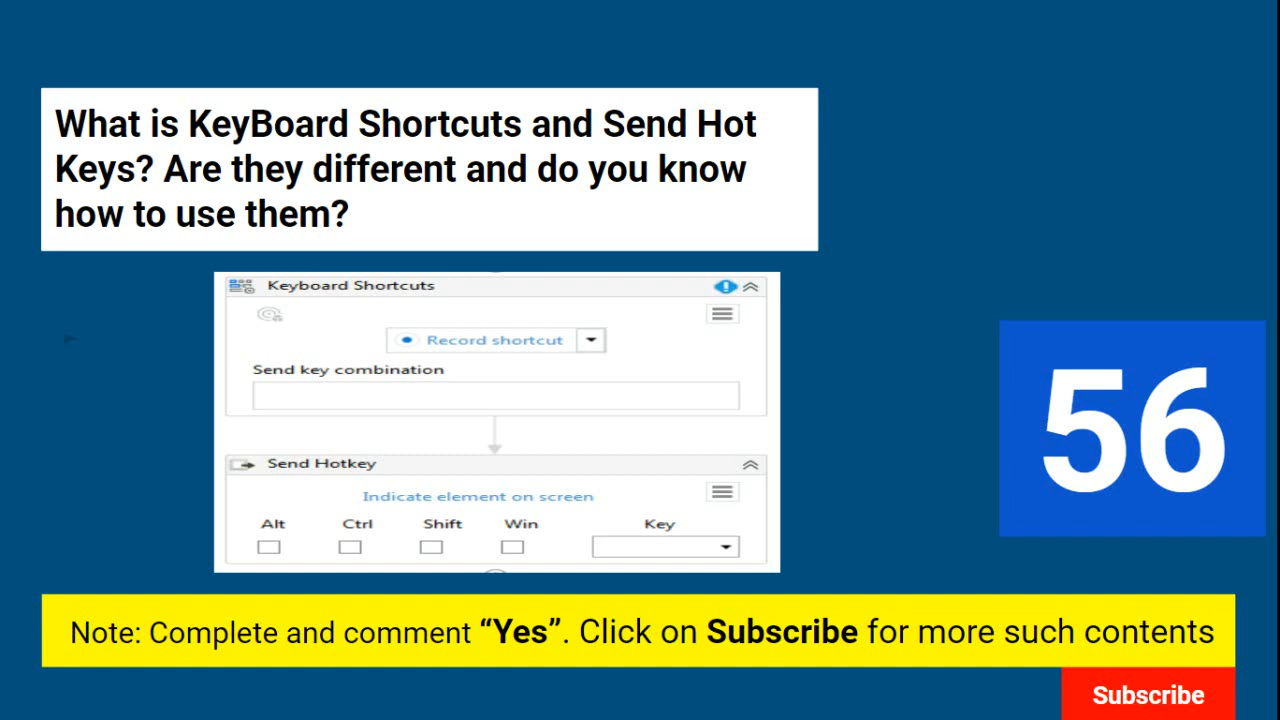 What is KeyBoard Shortcuts and Send Hot
Keys? Are they different and do you know
how to use them?
Keyboard Shortcuts
Record shortcut
Send key combination
Send Hotkey
Indicate element on screen
Alt Ctrl Shift Win Key
56
Note: Complete and comment “Yes”. Click on Subscribe for more such contents
Subscribe